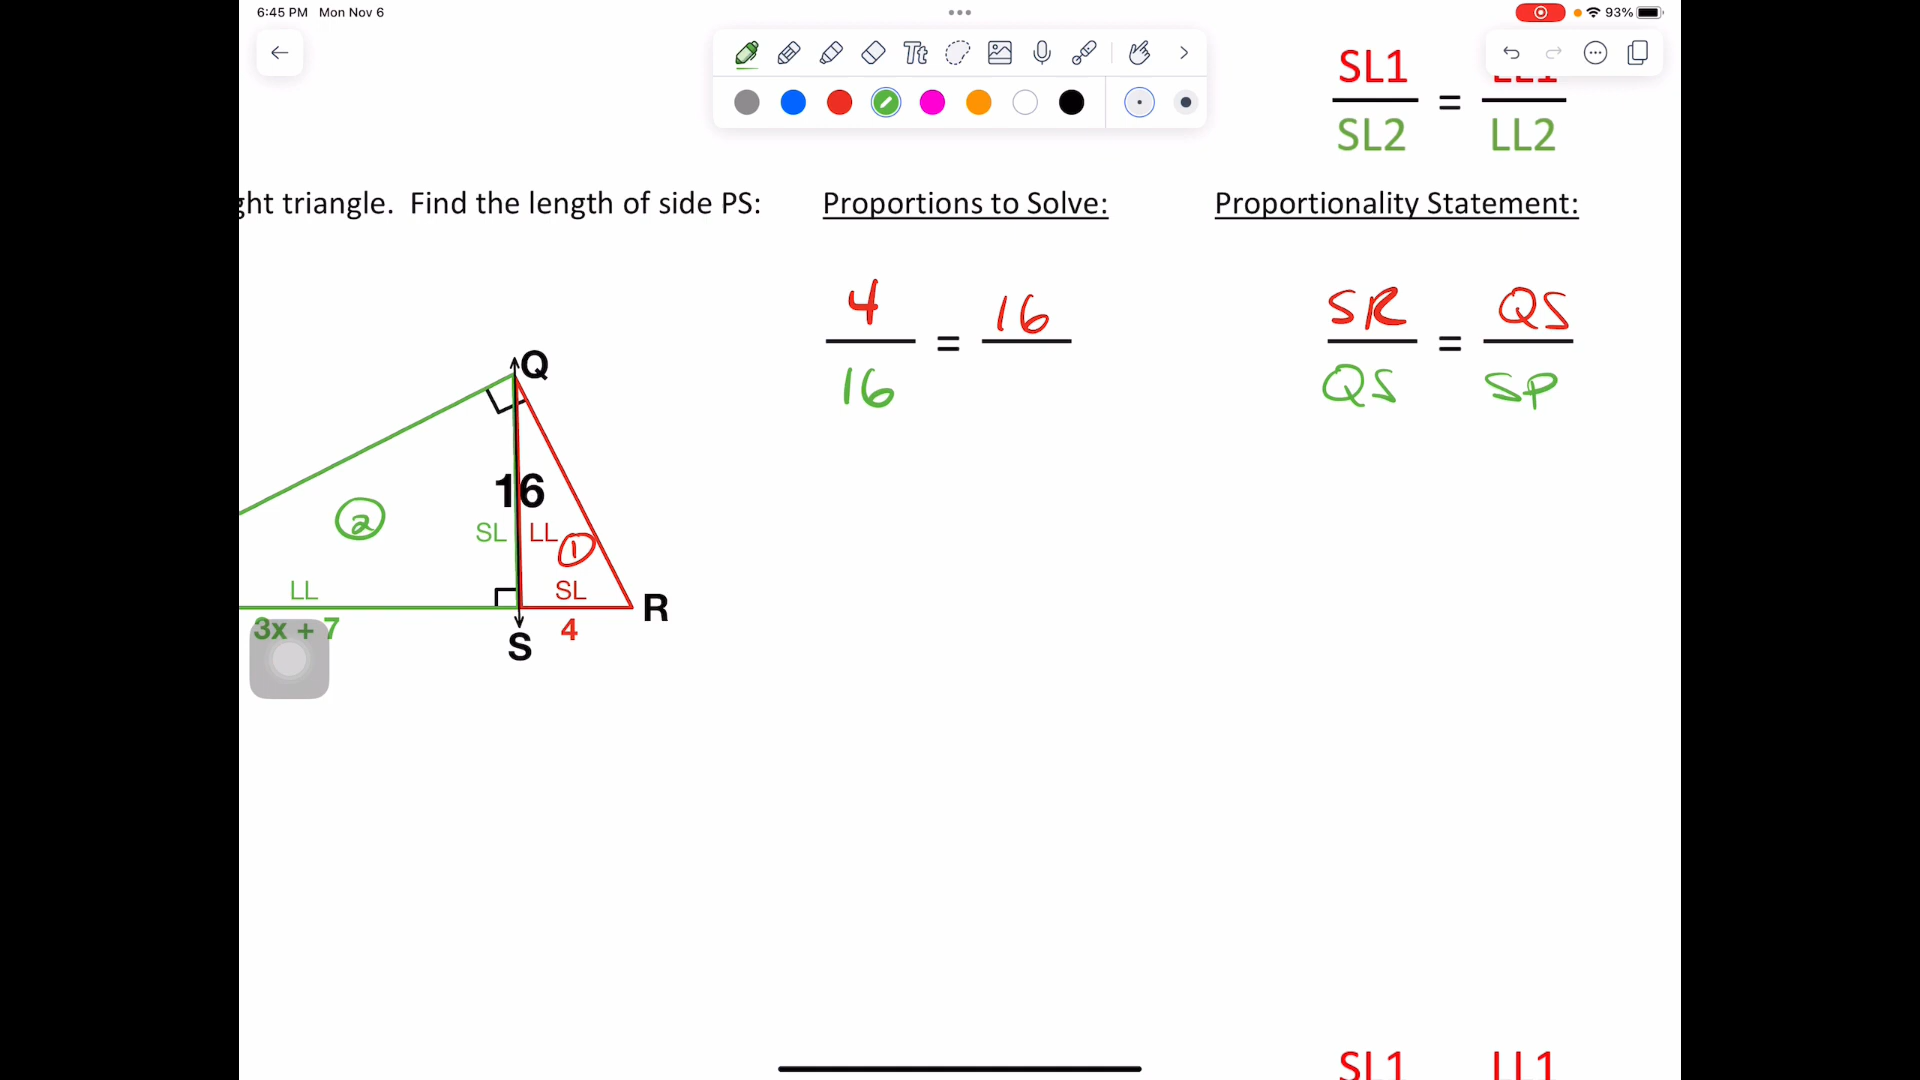 6:45 PM Mon Nov 6
93%
Tt
SL1 = LL1
SL2 LL2
ght triangle. Find the length of side PS:
Proportions to Solve:
Proportionality Statement:
4 = 16
16
SR = QS
QS SP
Q
16
SL LL
2
1
LL
SL
R
3x + 7
4
S
SL1 LL1